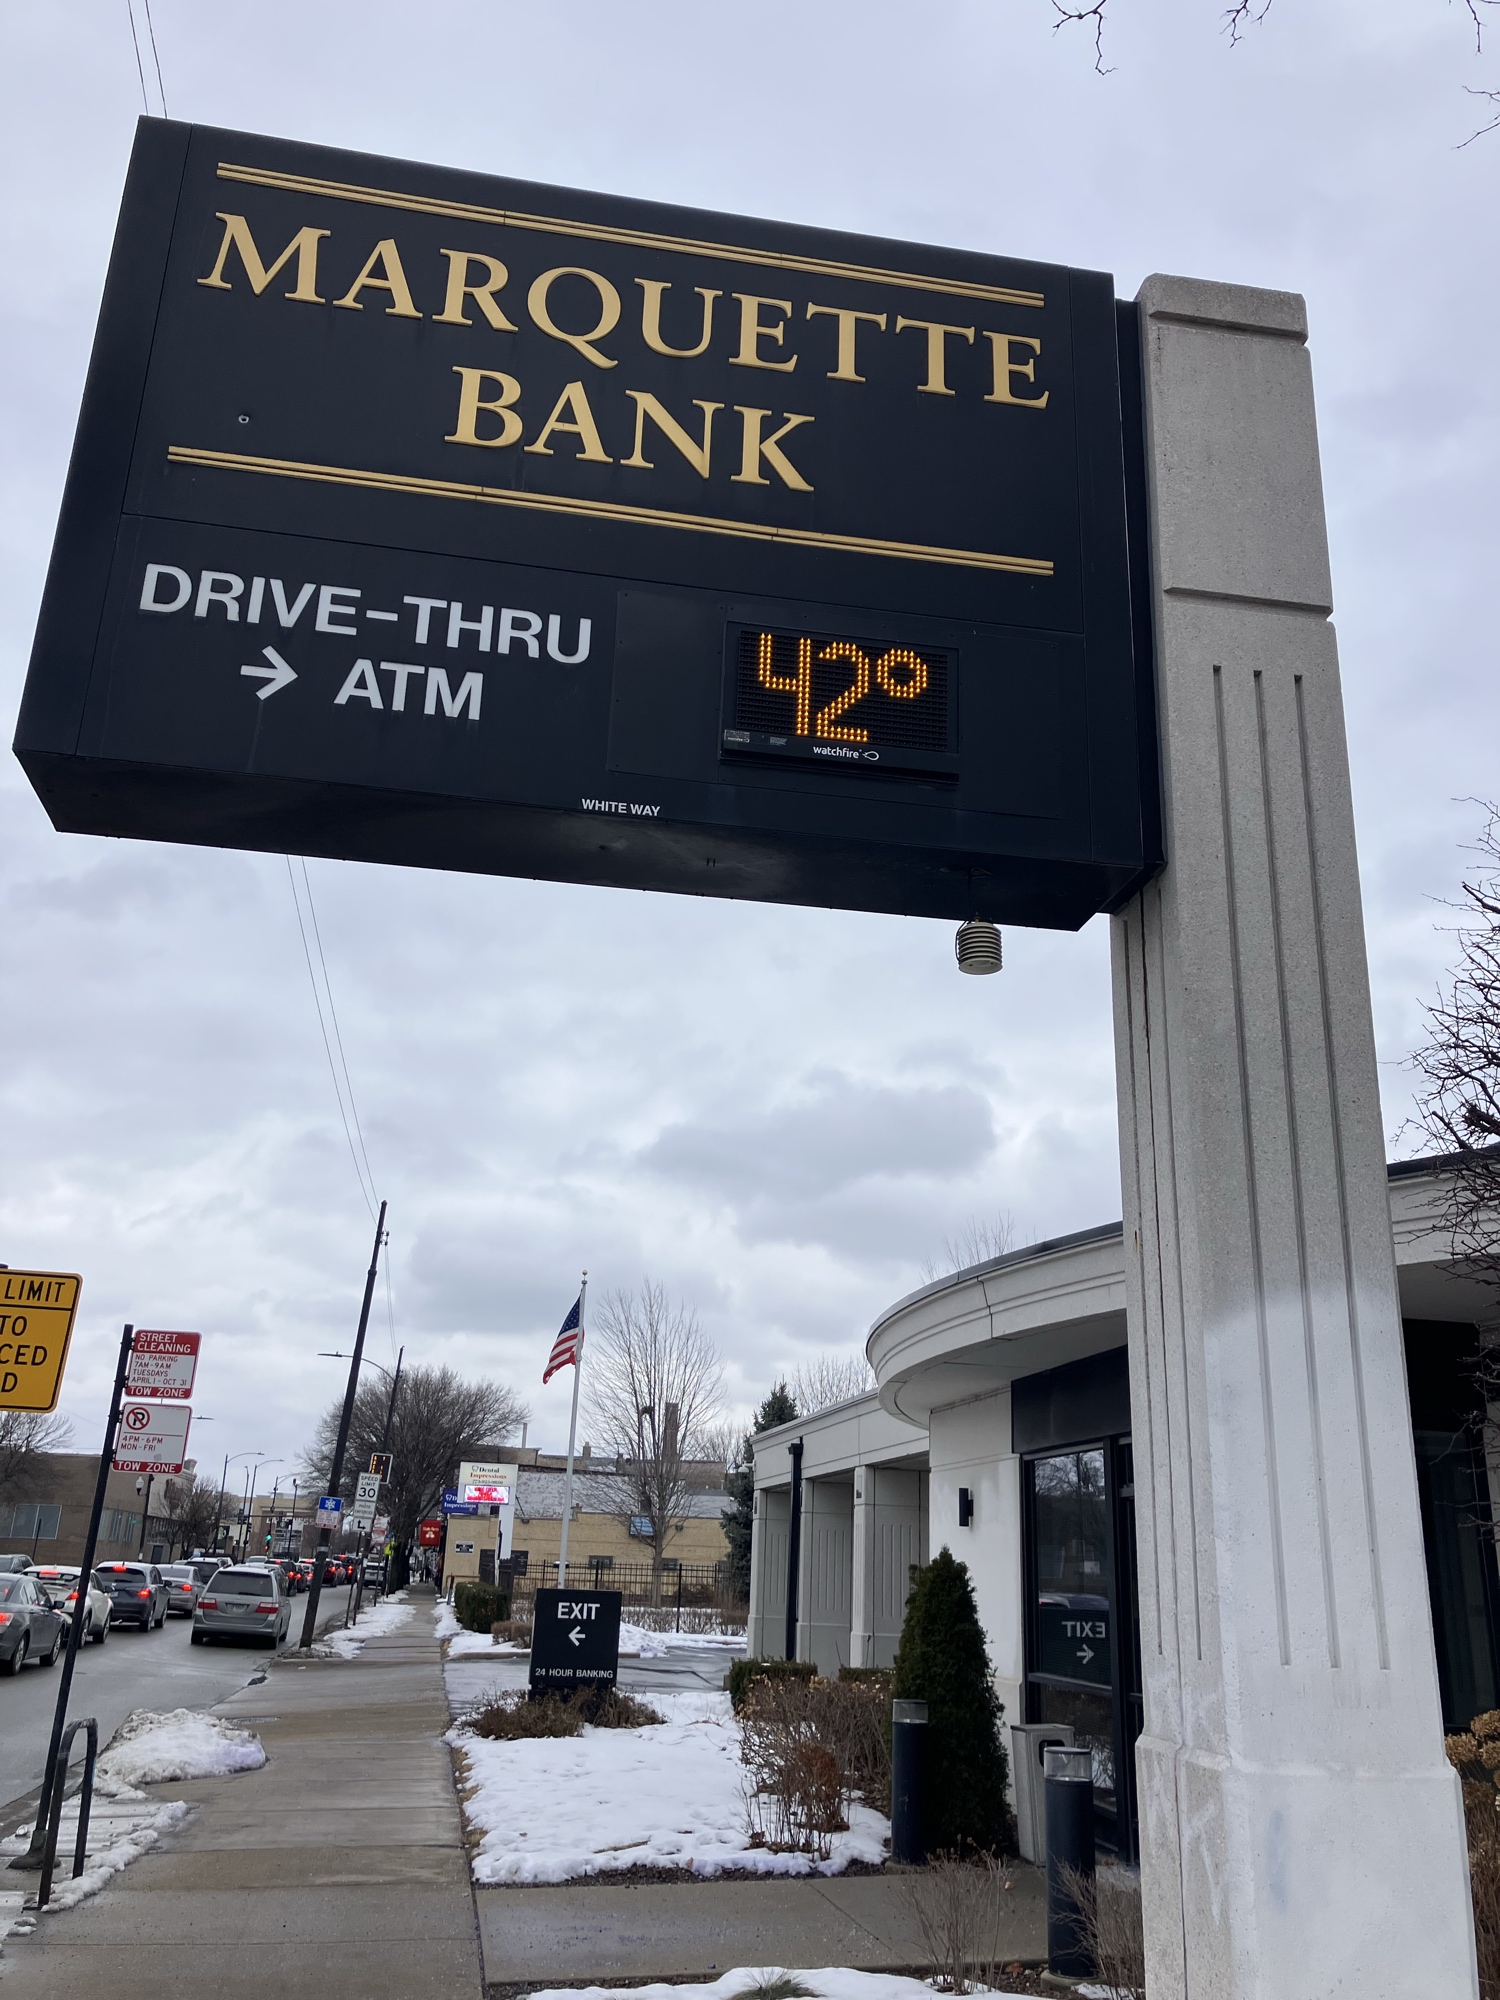 MARQUETTE
BANK
DRIVE-THRU
→ ATM
42°
watchfire
WHITE WAY
LIMIT
TO
CED
D
STREET
CLEANING
NO PARKING
7AM-9AM
TUESDAYS
APRIL 1-OCT 31
TOW ZONE
4PM-6PM
MON-FRI
TOW ZONE
SPEED
LIMIT
30
Dental
Impressions
EXIT
←
24 HOUR BANKING
EXIT